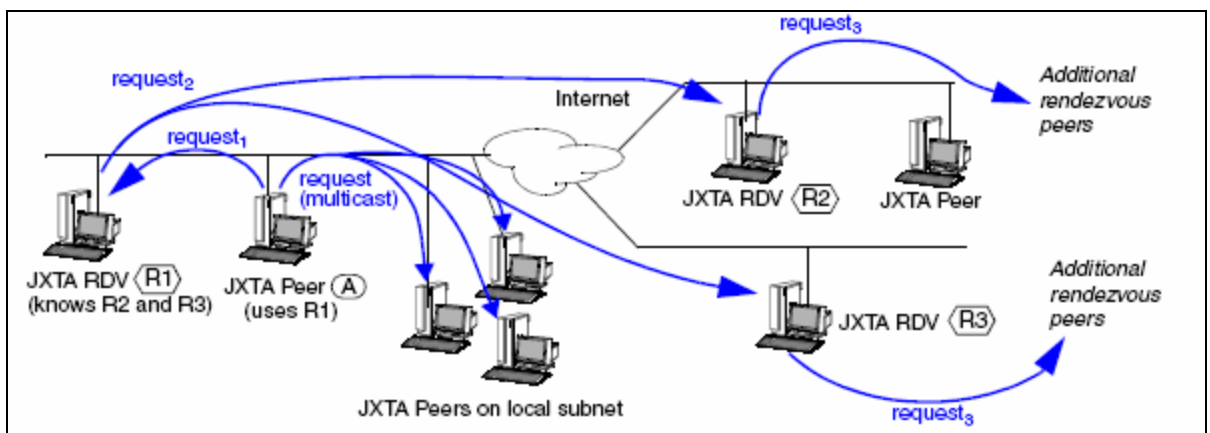 request3
Additional
rendezvous
peers
request2
Internet
request1
request
(multicast)
JXTA RDV R2
JXTA Peer
JXTA RDV R1
(knows R2 and R3)
JXTA Peer A
(uses R1)
Additional
rendezvous
peers
JXTA RDV R3
JXTA Peers on local subnet
request3